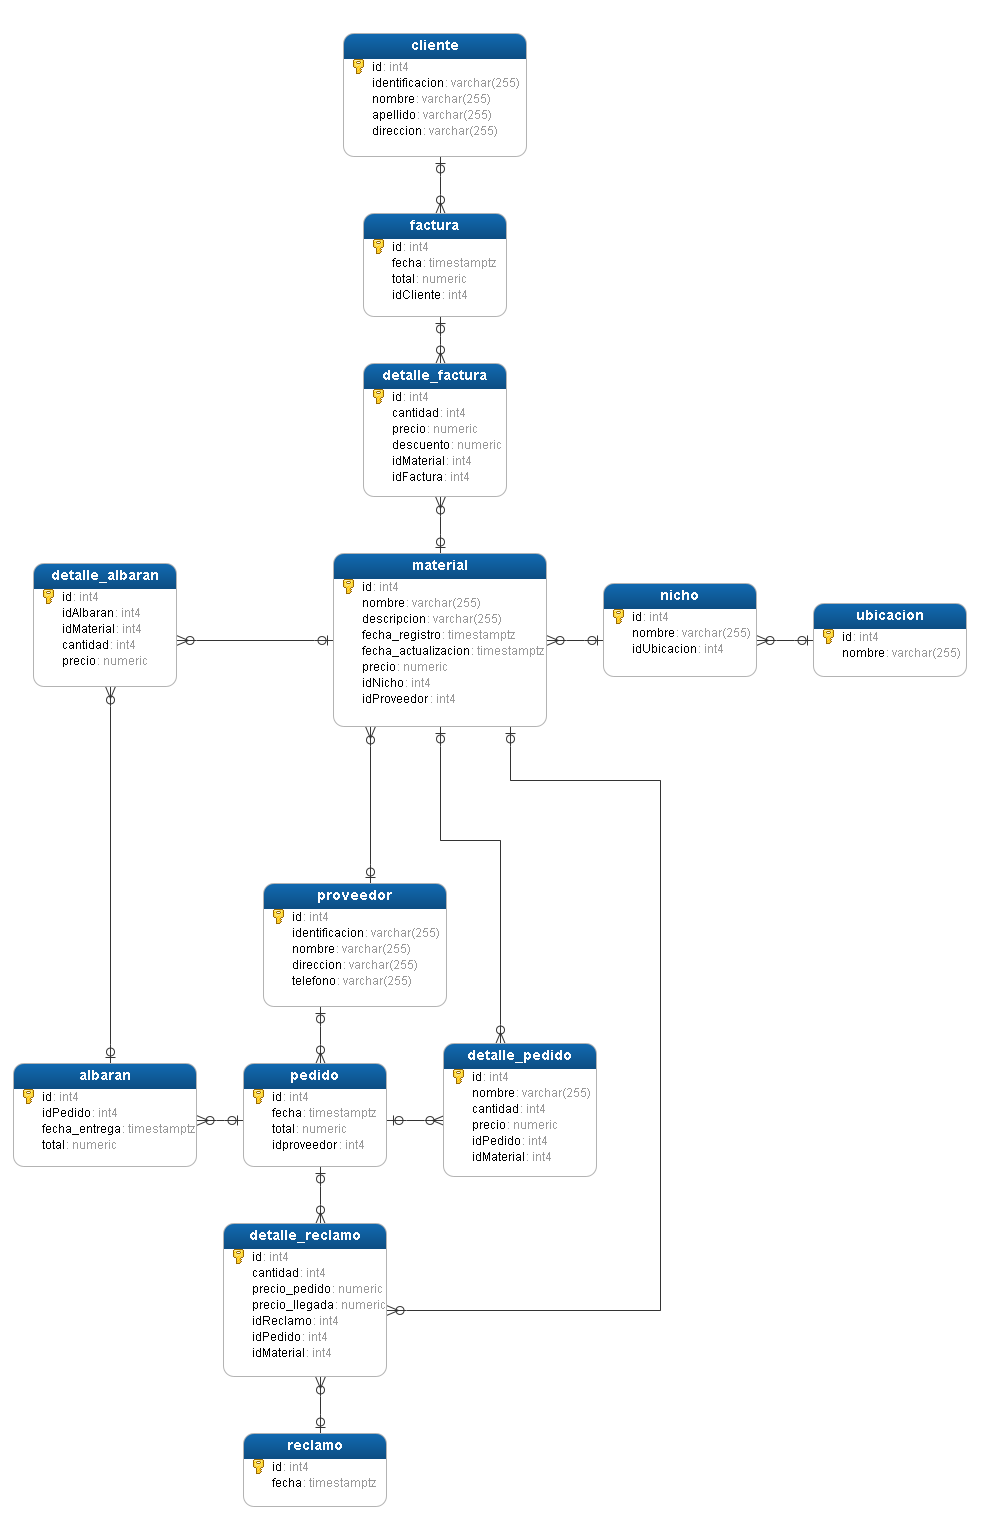 cliente
id: int4
identificacion: varchar(255)
nombre: varchar(255)
apellido: varchar(255)
direccion: varchar(255)
factura
id: int4
fecha: timestamptz
total: numeric
idCliente: int4
detalle_factura
id: int4
cantidad: int4
precio: numeric
descuento: numeric
idMaterial: int4
idFactura: int4
detalle_albaran
id: int4
idAlbaran: int4
idMaterial: int4
cantidad: int4
precio: numeric
material
id: int4
nombre: varchar(255)
descripcion: varchar(255)
fecha_registro: timestamptz
fecha_actualizacion: timestamptz
precio: numeric
idNicho: int4
idProveedor: int4
nicho
id: int4
nombre: varchar(255)
idUbicacion: int4
ubicacion
id: int4
nombre: varchar(255)
proveedor
id: int4
identificacion: varchar(255)
nombre: varchar(255)
direccion: varchar(255)
telefono: varchar(255)
albaran
id: int4
idPedido: int4
fecha_entrega: timestamptz
total: numeric
pedido
id: int4
fecha: timestamptz
total: numeric
idproveedor: int4
detalle_pedido
id: int4
nombre: varchar(255)
cantidad: int4
precio: numeric
idPedido: int4
idMaterial: int4
detalle_reclamo
id: int4
cantidad: int4
precio_pedido: numeric
precio_llegada: numeric
idReclamo: int4
idPedido: int4
idMaterial: int4
reclamo
id: int4
fecha: timestamptz